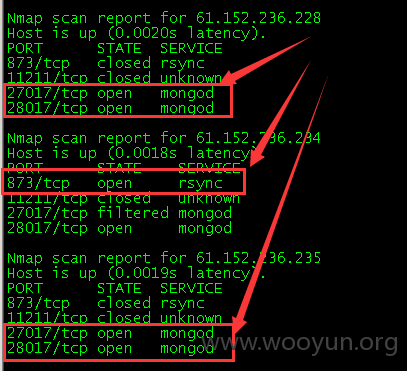 Nmap scan report for 61.152.236.228
Host is up (0.0020s latency).
PORT STATE SERVICE
873/tcp closed rsync
11211/tcp closed unknown
27017/tcp open mongod
28017/tcp open mongod
Nmap scan report for 61.152.236.234
Host is up (0.0018s latency).
PORT STATE SERVICE
873/tcp open rsync
11211/tcp closed unknown
27017/tcp filtered mongod
28017/tcp open mongod
Nmap scan report for 61.152.236.235
Host is up (0.0019s latency).
PORT STATE SERVICE
873/tcp closed rsync
11211/tcp closed unknown
27017/tcp open mongod
28017/tcp open mongod
www.wooyun.org